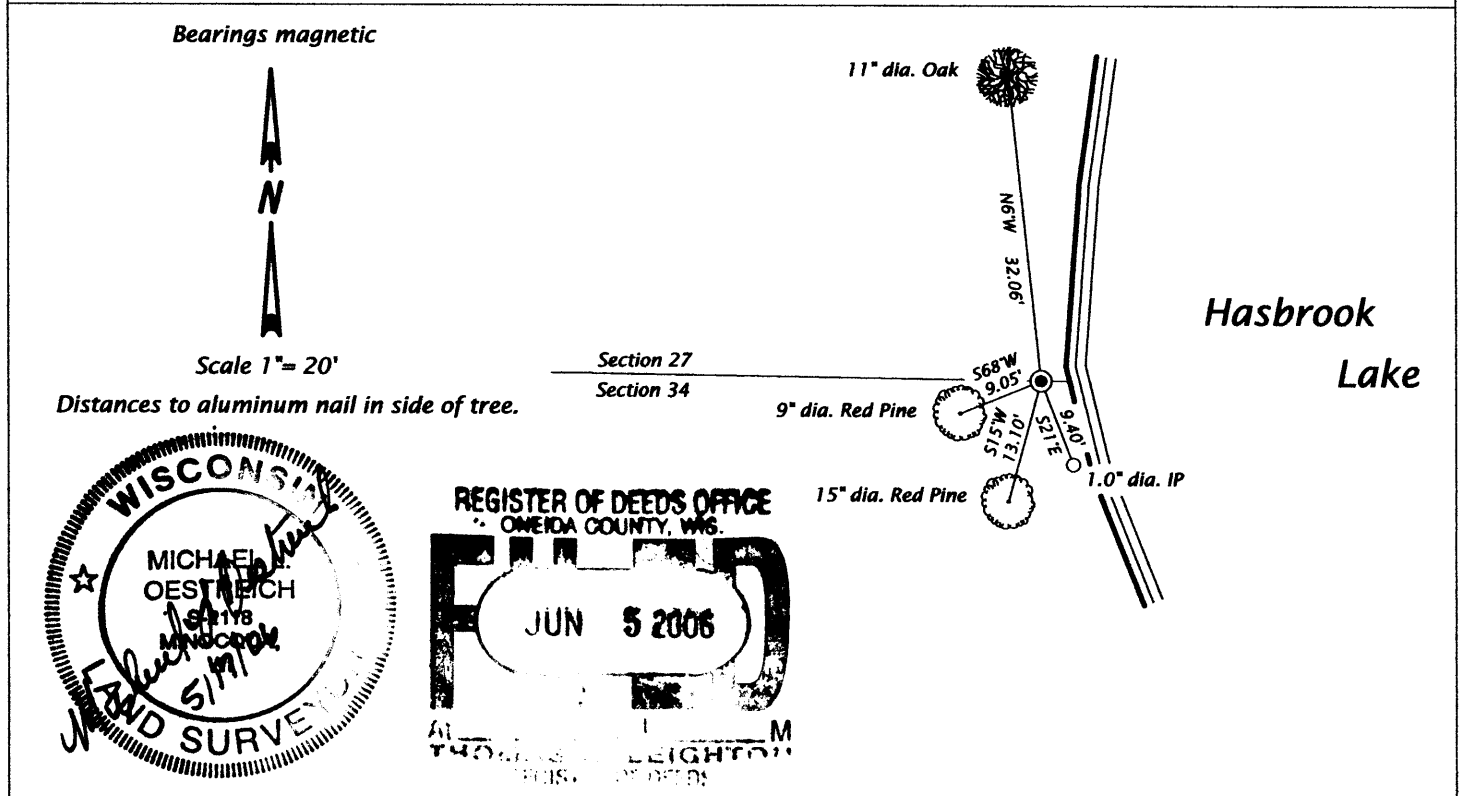 Bearings magnetic
N
Scale 1"= 20'
Distances to aluminum nail in side of tree.
11" dia. Oak
N6°W 32.06'
Hasbrook
Lake
Section 27
Section 34
S68°W
9.05'
9" dia. Red Pine
S15°W
13.10'
9.40'
S21°E
15" dia. Red Pine
1.0" dia. IP
WISCONSIN
MICHAEL J.
OESTREICH
S-2178
MINOCQUA,
LAND SURVEYOR
REGISTER OF DEEDS OFFICE
ONEIDA COUNTY, WIS.
JUN 5 2006
M
LEIGHTON